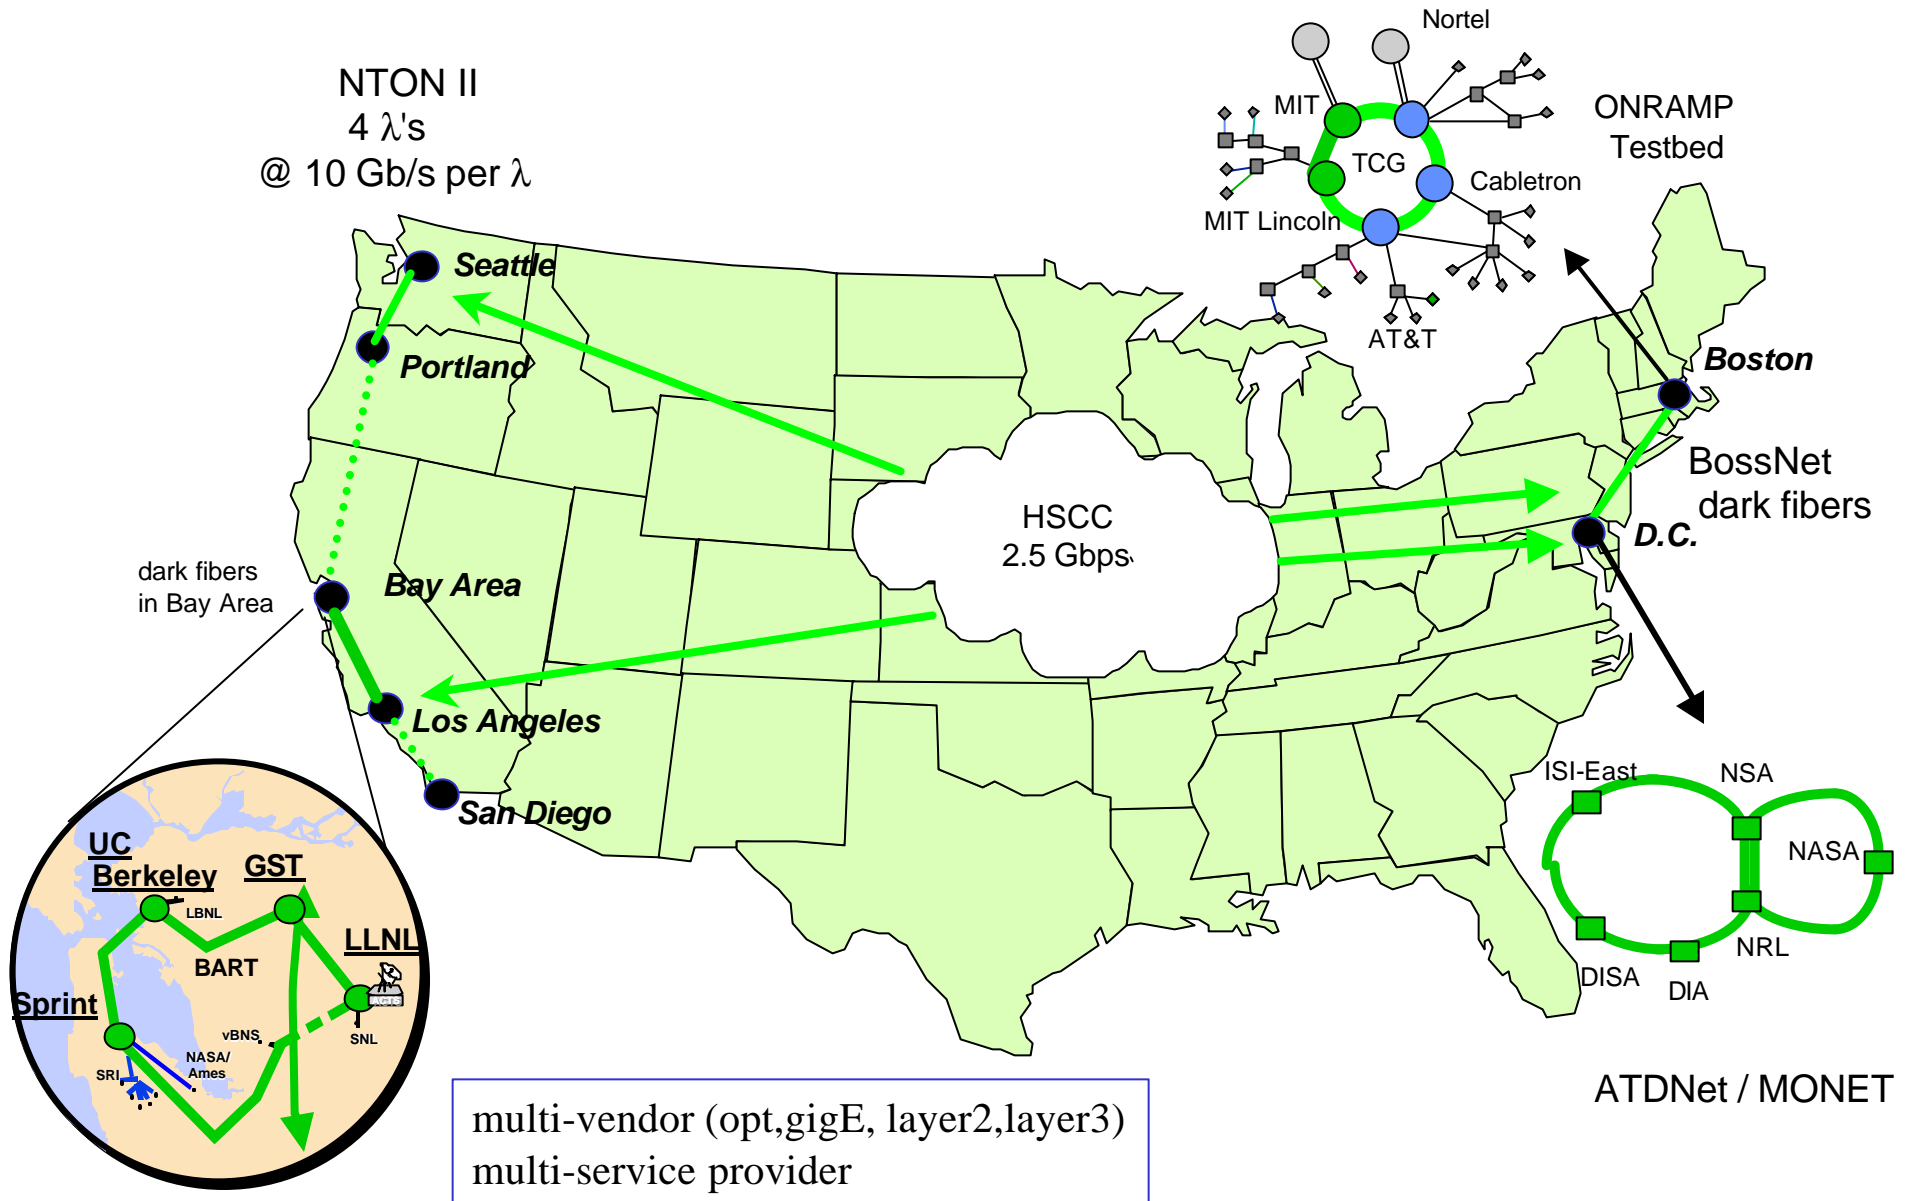 Nortel
NTON II
4 λ's
@ 10 Gb/s per λ
MIT
ONRAMP
Testbed
TCG
Cabletron
MIT Lincoln
AT&T
Seattle
Portland
Boston
BossNet
dark fibers
HSCC
2.5 Gbps
D.C.
dark fibers
in Bay Area
Bay Area
Los Angeles
San Diego
ISI-East
NSA
NASA
NRL
DISA
DIA
UC
Berkeley
GST
LBNL
LLNL
BART
ACTS
Sprint
vBNS
SNL
NASA/
Ames
SRI
ATDNet / MONET
multi-vendor (opt,gigE, layer2,layer3)
multi-service provider